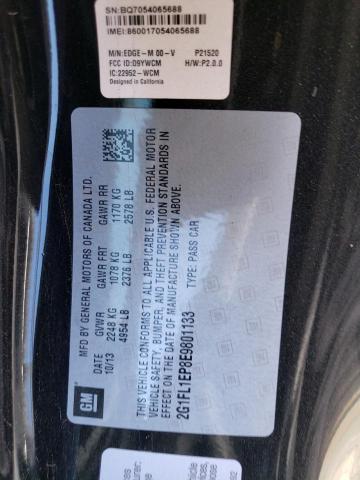 SN:BQ7054065688
IMEI:860017054065688
M/N:EDGE-M 00-V P21520
FCC ID:D9YWCM H/W:P2.0.0
IC:22952-WCM
Designed in California
MFD BY GENERAL MOTORS OF CANADA LTD.
DATE GVWR GAWR FRT GAWR RR
10/13 2248 KG 1078 KG 1170 KG
4954 LB 2376 LB 2578 LB
THIS VEHICLE CONFORMS TO ALL APPLICABLE U.S. FEDERAL MOTOR
VEHICLE SAFETY, BUMPER, AND THEFT PREVENTION STANDARDS IN
EFFECT ON THE DATE OF MANUFACTURE SHOWN ABOVE.
2G1FL1EP8E9801133 TYPE: PASS CAR
GM